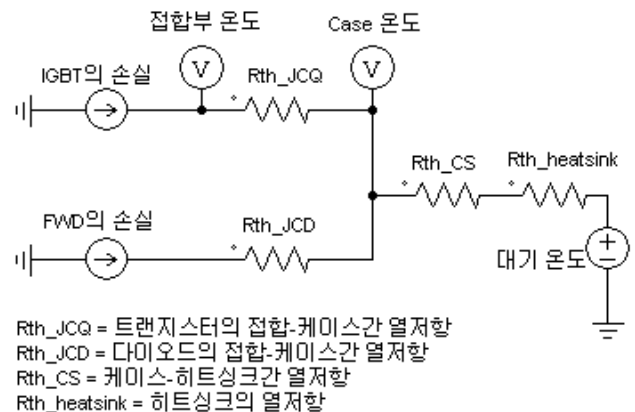 접합부 온도
Case 온도
IGBT의 손실
V
V
Rth_JCQ
Rth_CS
Rth_heatsink
FWD의 손실
Rth_JCD
대기 온도
Rth_JCQ = 트랜지스터의 접합-케이스간 열저항
Rth_JCD = 다이오드의 접합-케이스간 열저항
Rth_CS = 케이스-히트싱크간 열저항
Rth_heatsink = 히트싱크의 열저항